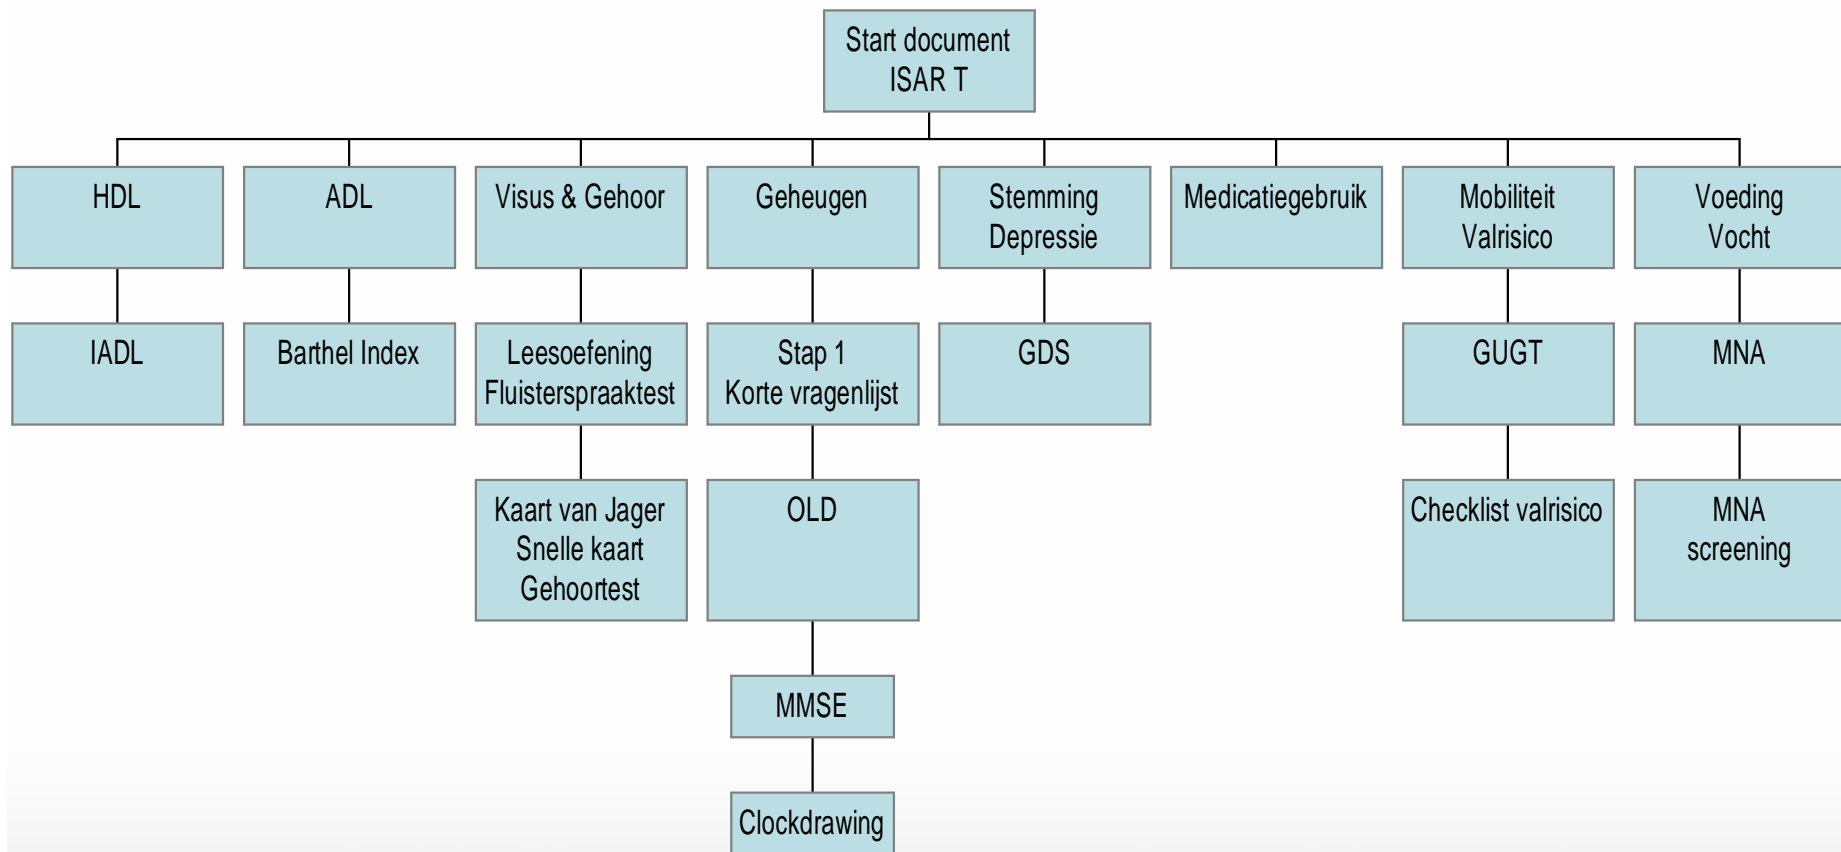 Start document
ISAR T
HDL
ADL
Visus & Gehoor
Geheugen
Stemming
Depressie
Medicatiegebruik
Mobiliteit
Valrisico
Voeding
Vocht
IADL
Barthel Index
Leesoefening
Fluisterspraaktest
Stap 1
Korte vragenlijst
GDS
GUGT
MNA
Kaart van Jager
Snelle kaart
Gehoortest
OLD
Checklist valrisico
MNA
screening
MMSE
Clockdrawing